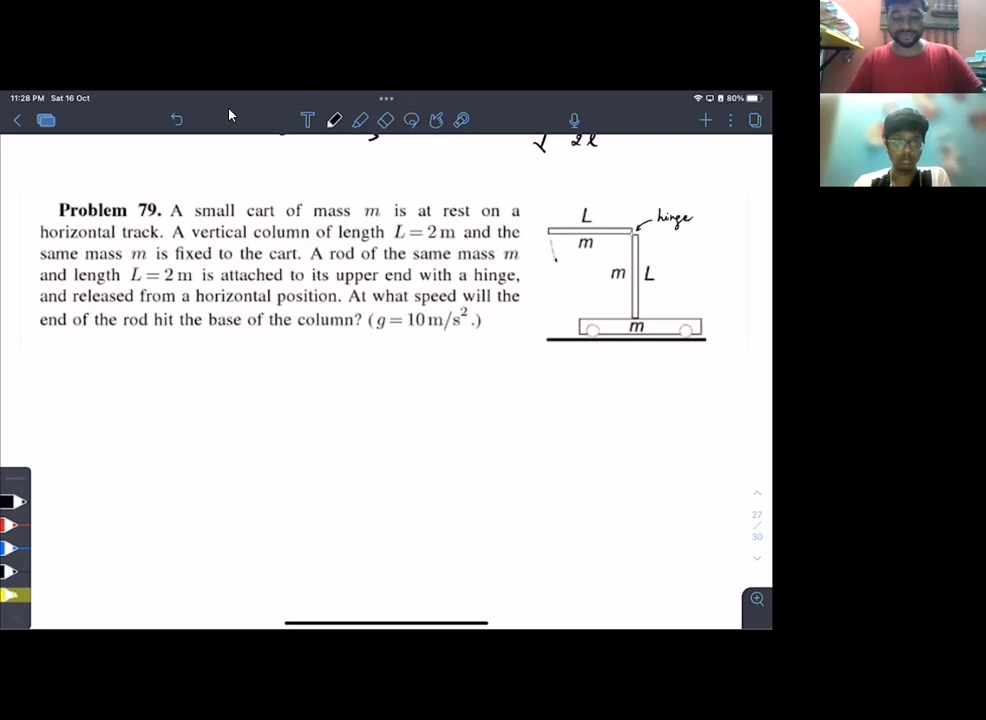 11:28 PM Sat 16 Oct
80%
T
2l
Problem 79. A small cart of mass m is at rest on a
horizontal track. A vertical column of length L = 2 m and the
same mass m is fixed to the cart. A rod of the same mass m
and length L = 2 m is attached to its upper end with a hinge,
and released from a horizontal position. At what speed will the
end of the rod hit the base of the column? (g = 10 m/s².)
L
hinge
m
m L
m
27
/
30